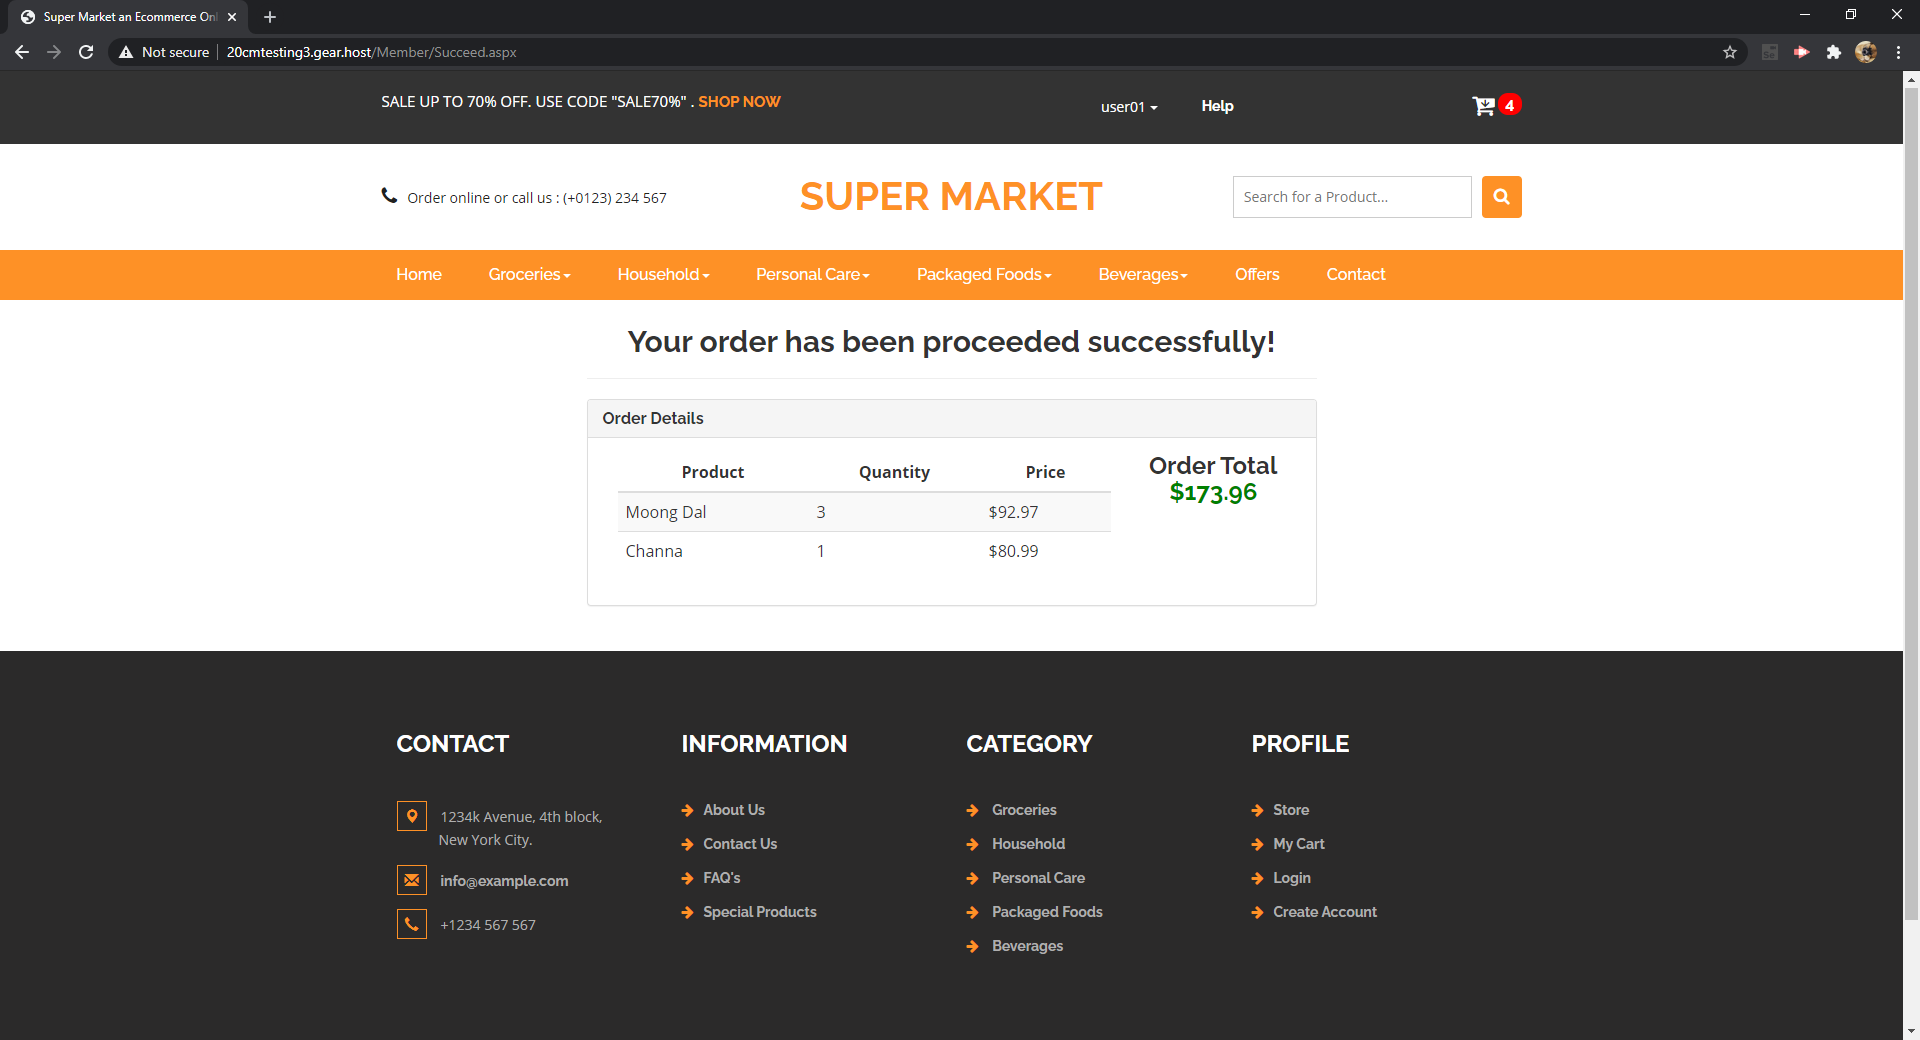 Super Market an Ecommerce Onl
Not secure
20cmtesting3.gear.host/Member/Succeed.aspx
SALE UP TO 70% OFF. USE CODE "SALE70%" . SHOP NOW
user01
Help
4
Order online or call us : (+0123) 234 567
SUPER MARKET
Search for a Product...
Home Groceries Household Personal Care Packaged Foods Beverages Offers Contact
Your order has been proceeded successfully!
Order Details
Product Quantity Price
Moong Dal 3 $92.97
Channa 1 $80.99
Order Total
$173.96
CONTACT
1234k Avenue, 4th block,
New York City.
info@example.com
+1234 567 567
INFORMATION
About Us
Contact Us
FAQ's
Special Products
CATEGORY
Groceries
Household
Personal Care
Packaged Foods
Beverages
PROFILE
Store
My Cart
Login
Create Account